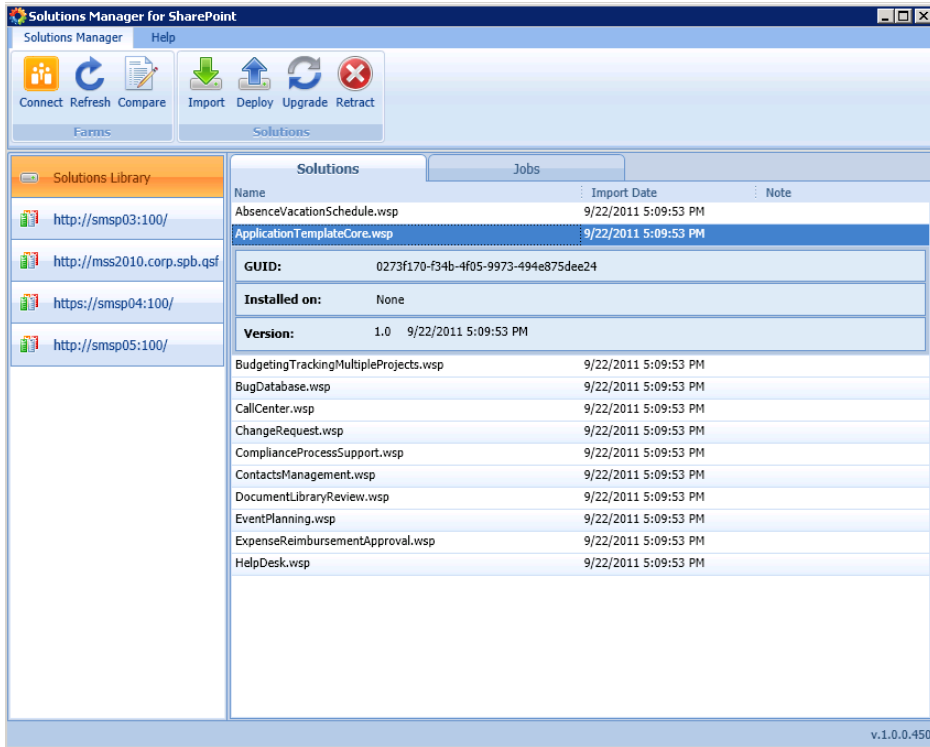 Solutions Manager for SharePoint
Solutions Manager Help
Connect Refresh Compare Import Deploy Upgrade Retract
Farms Solutions
Solutions Library
http://smsp03:100/
http://mss2010.corp.spb.qsf
https://smsp04:100/
http://smsp05:100/
Solutions Jobs
Name Import Date Note
AbsenceVacationSchedule.wsp 9/22/2011 5:09:53 PM
ApplicationTemplateCore.wsp 9/22/2011 5:09:53 PM
GUID: 0273f170-f34b-4f05-9973-494e875dee24
Installed on: None
Version: 1.0 9/22/2011 5:09:53 PM
BudgetingTrackingMultipleProjects.wsp 9/22/2011 5:09:53 PM
BugDatabase.wsp 9/22/2011 5:09:53 PM
CallCenter.wsp 9/22/2011 5:09:53 PM
ChangeRequest.wsp 9/22/2011 5:09:53 PM
ComplianceProcessSupport.wsp 9/22/2011 5:09:53 PM
ContactsManagement.wsp 9/22/2011 5:09:53 PM
DocumentLibraryReview.wsp 9/22/2011 5:09:53 PM
EventPlanning.wsp 9/22/2011 5:09:53 PM
ExpenseReimbursementApproval.wsp 9/22/2011 5:09:53 PM
HelpDesk.wsp 9/22/2011 5:09:53 PM
v.1.0.0.450